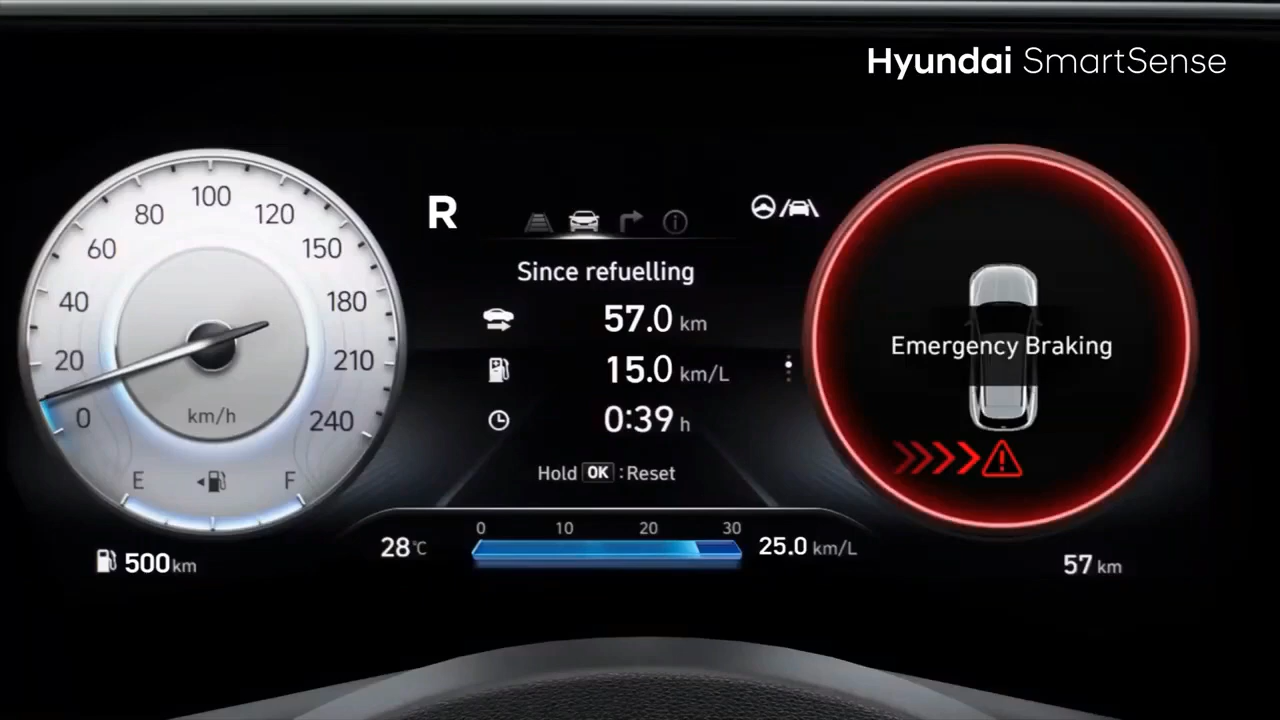 Hyundai SmartSense
100
80
120
60
150
40
180
20
210
0
240
km/h
E
F
500 km
R
Since refuelling
57.0 km
15.0 km/L
0:39 h
Hold OK : Reset
0 10 20 30
28°C
25.0 km/L
Emergency Braking
57 km